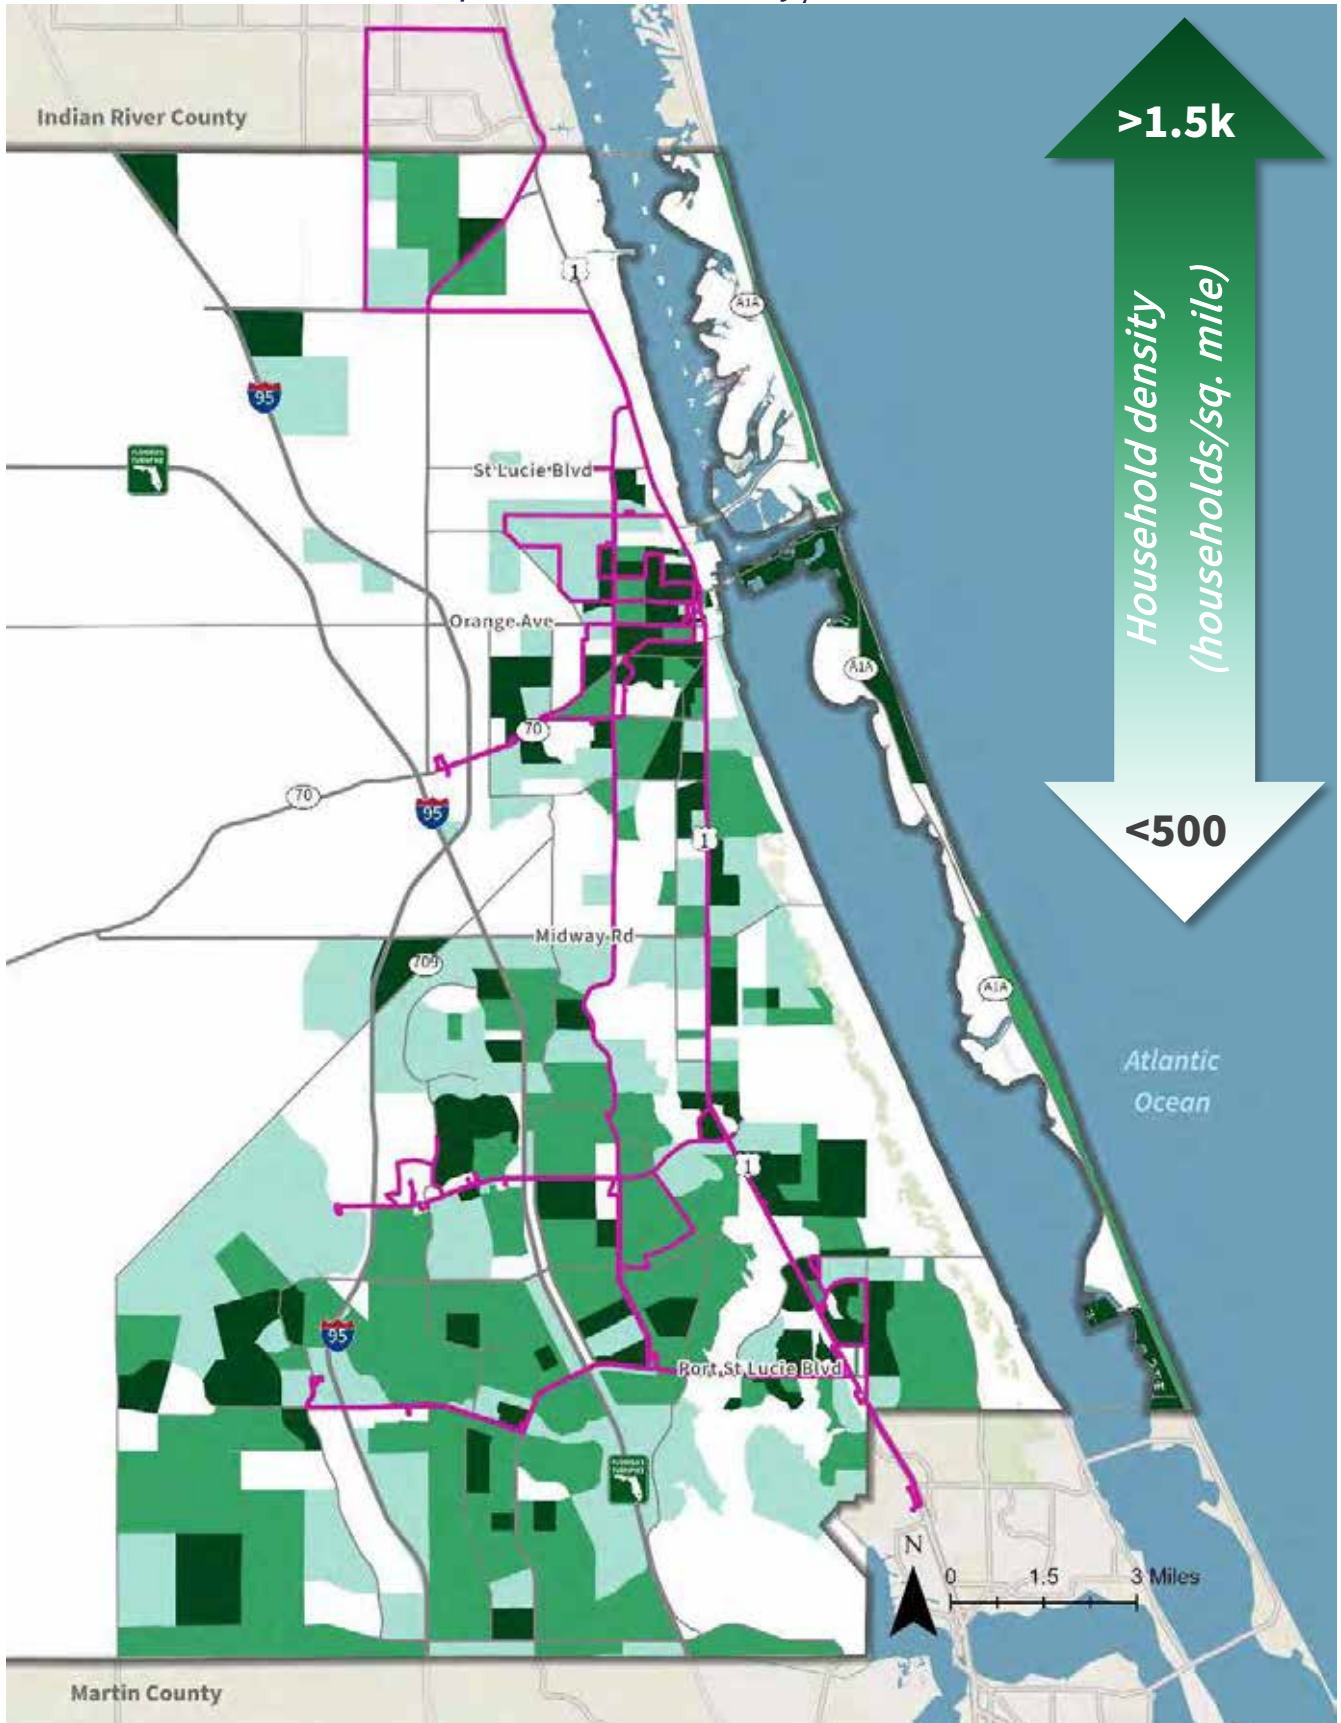 Indian River County
>1.5k
1
A1A
Household density
(households/sq. mile)
95
St Lucie Blvd
Orange Ave
A1A
70
70
95
1
<500
Midway Rd
709
A1A
Atlantic
Ocean
1
95
Port St Lucie Blvd
N
0 1.5 3 Miles
Martin County